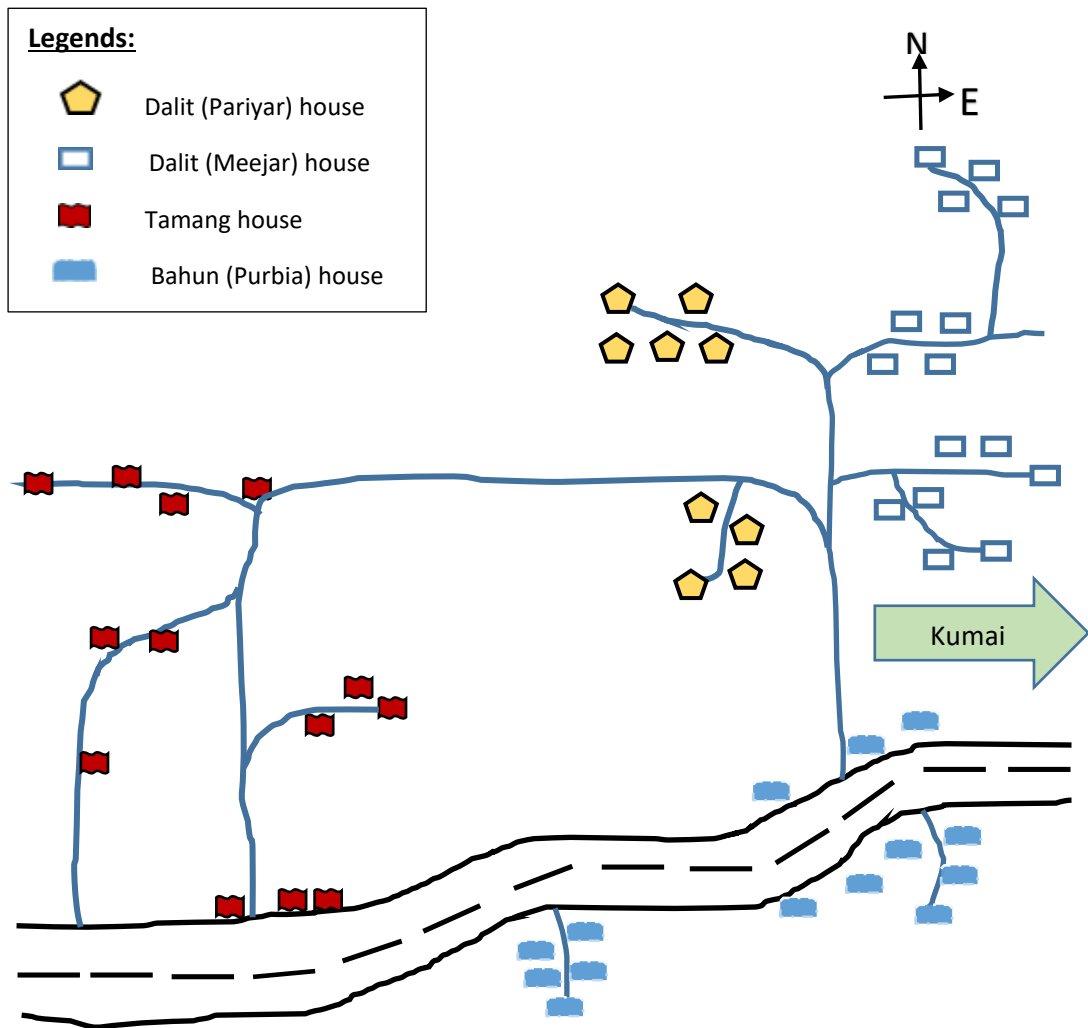 Legends:
Dalit (Pariyar) house
Dalit (Meejar) house
Tamang house
Bahun (Purbia) house
N
E
Kumai